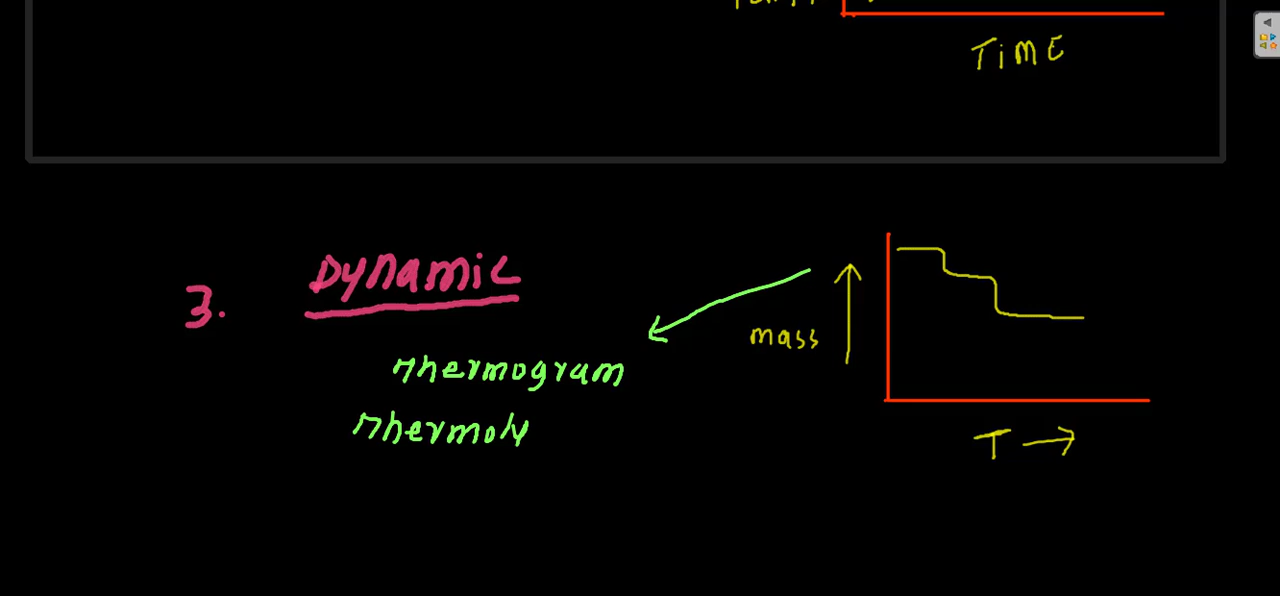 TIME
3. DYNAMIC
Thermogram
Thermoly
mass
T →